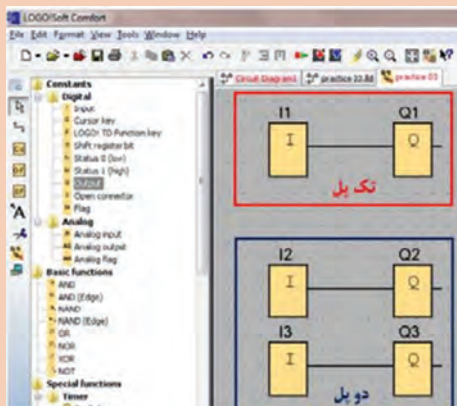 LOGO!Soft Comfort
File Edit Format View Tools Window Help
Circuit Diagram1 practice 22.lld practice 03
Constants
Digital
Input
Cursor key
LOGO! TD Function key
Shift register bit
Status 0 (low)
Status 1 (high)
Output
Open connector
Flag
Analog
Analog input
Analog output
Analog flag
Basic functions
AND
AND (Edge)
NAND
NAND (Edge)
OR
NOR
XOR
NOT
Special functions
Timer
I1 Q1
I Q
تک پل
I2 Q2
I Q
I3 Q3
I Q
دو پل